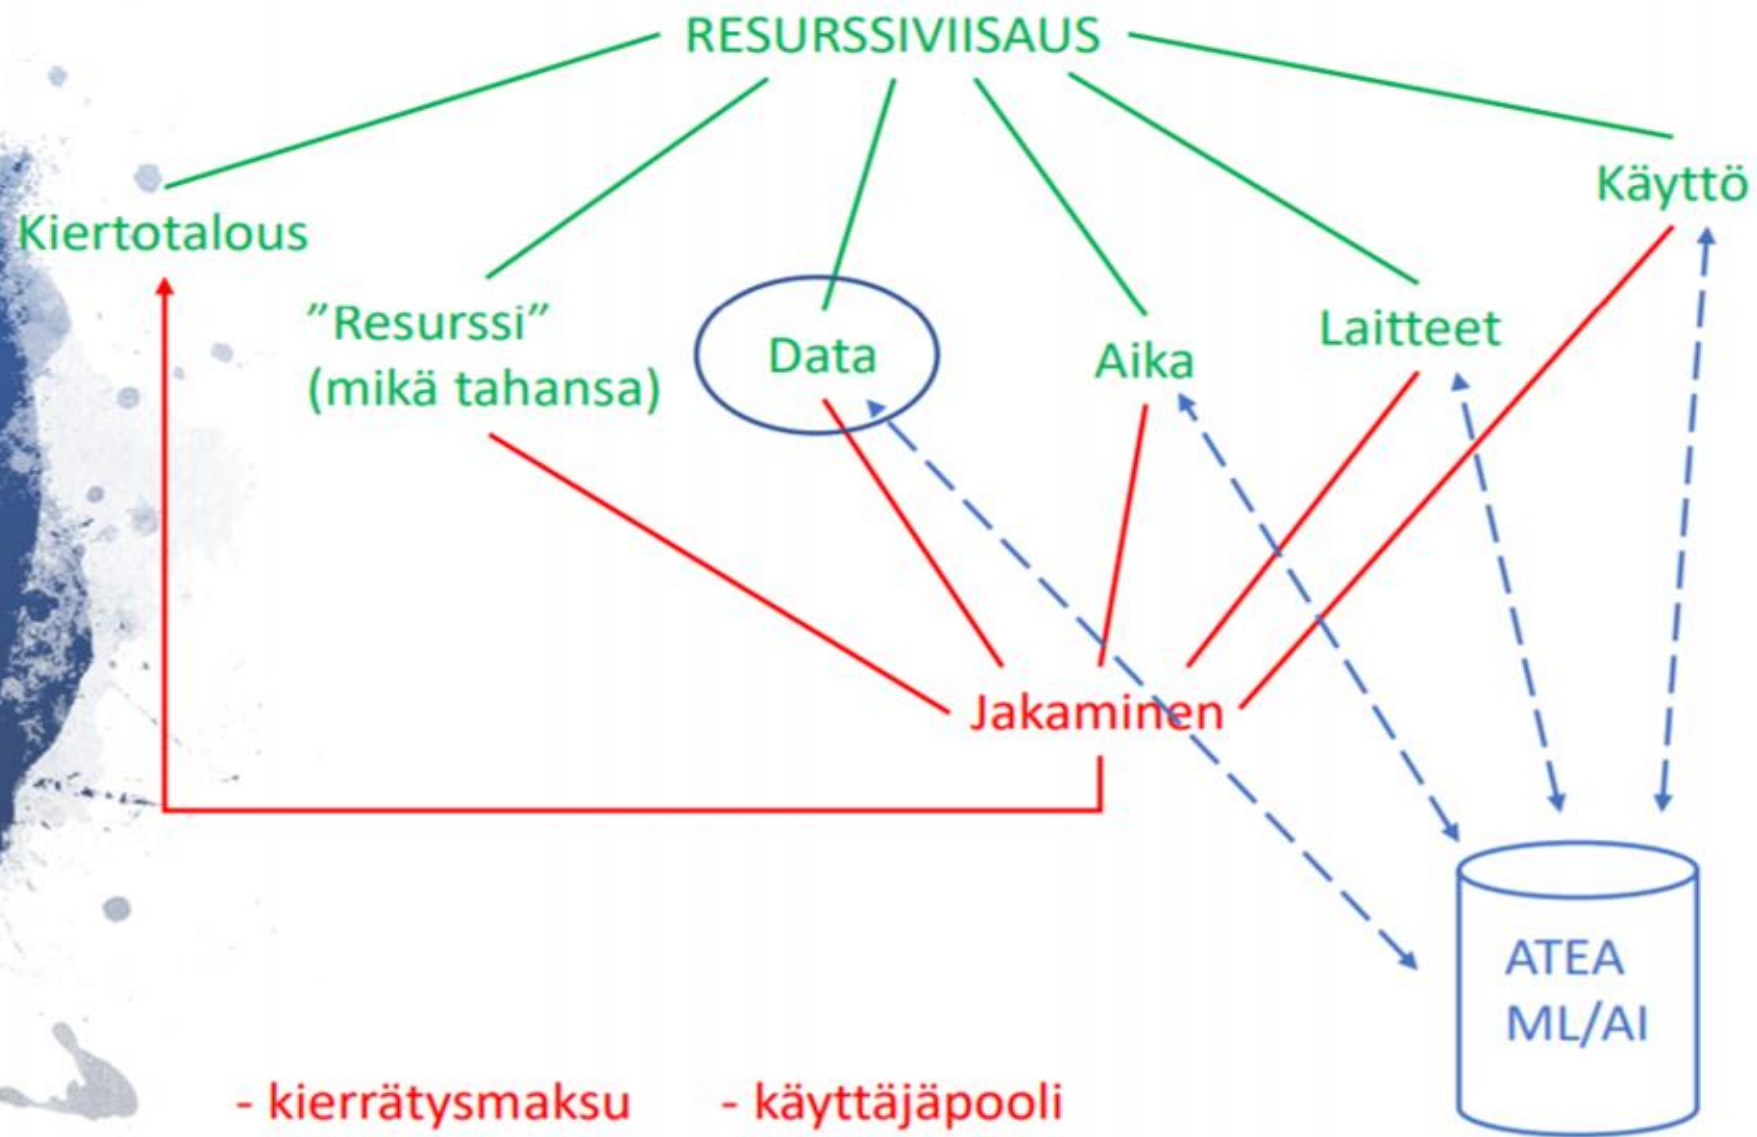 RESURSSIVIISAUS
Käyttö
Kiertotalous
”Resurssi”
(mikä tahansa)
Data
Aika
Laitteet
Jakaminen
ATEA
ML/AI
- kierrätysmaksu
- käyttäjäpooli